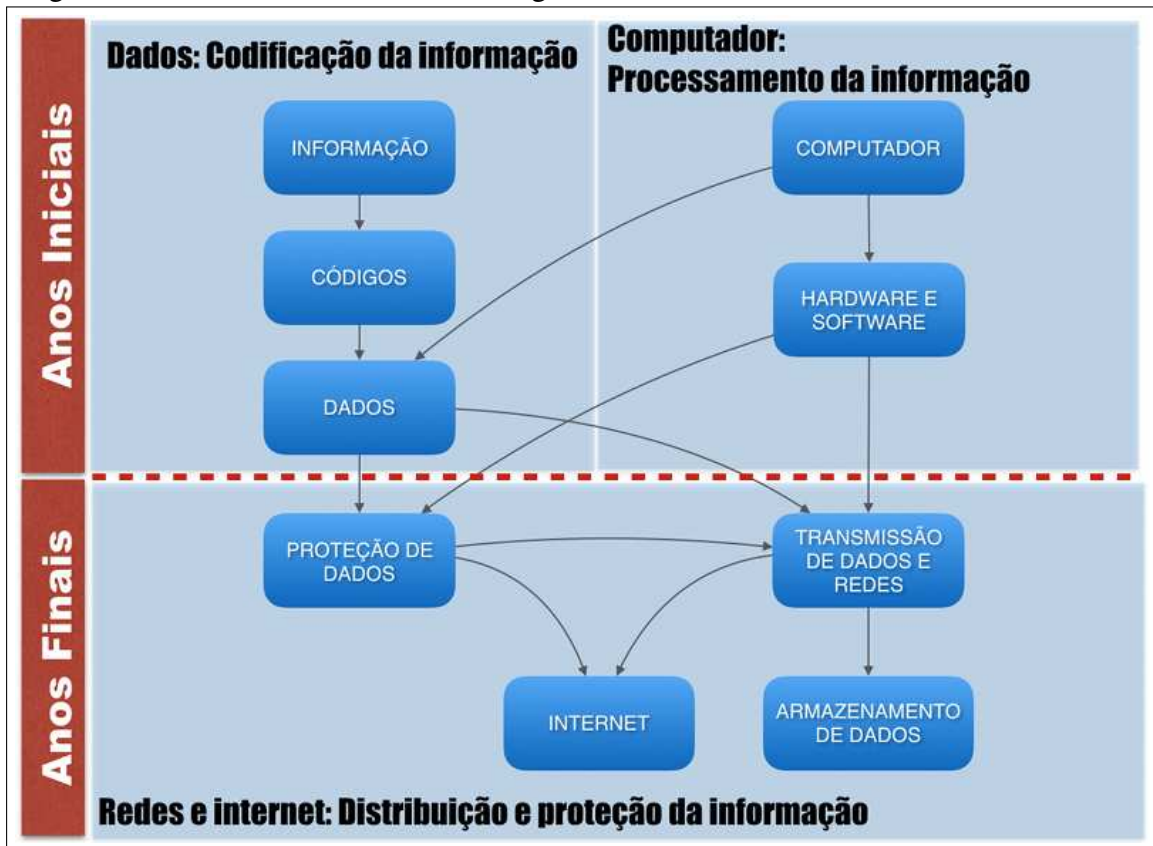 Anos Iniciais
Dados: Codificação da informação
Computador:
Processamento da informação
INFORMAÇÃO
COMPUTADOR
CÓDIGOS
HARDWARE E
SOFTWARE
DADOS
Anos Finais
PROTEÇÃO DE
DADOS
TRANSMISSÃO
DE DADOS E
REDES
INTERNET
ARMAZENAMENTO
DE DADOS
Redes e internet: Distribuição e proteção da informação